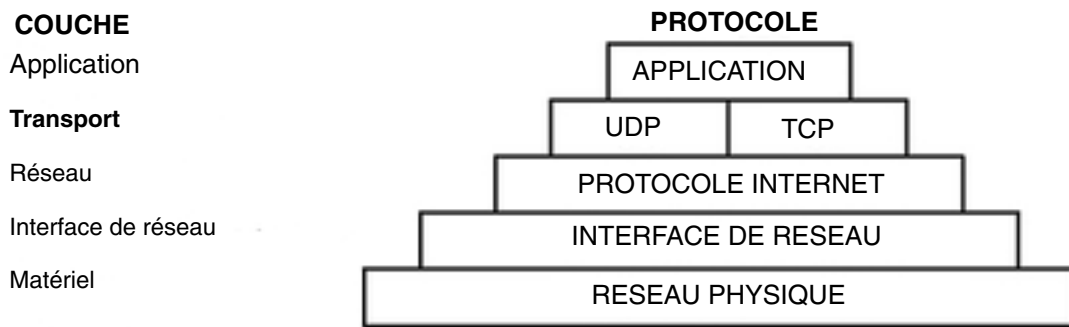 COUCHE PROTOCOLE
Application APPLICATION
Transport UDP TCP
Réseau PROTOCOLE INTERNET
Interface de réseau INTERFACE DE RESEAU
Matériel RESEAU PHYSIQUE